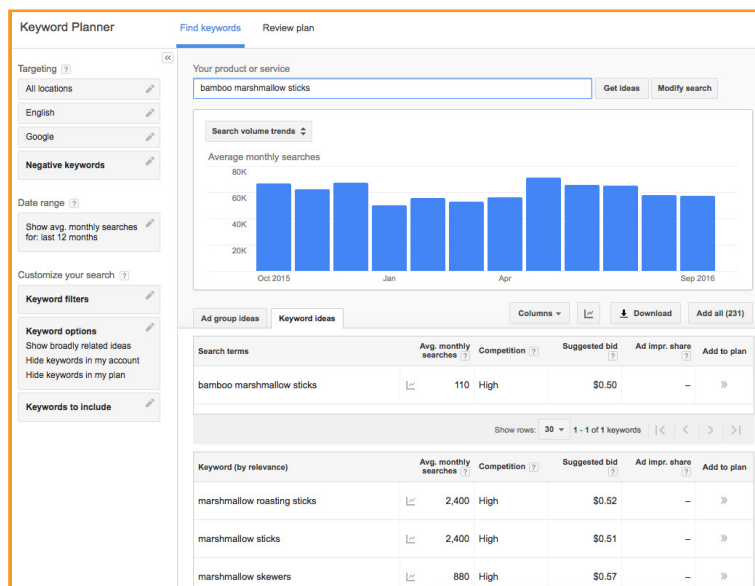 Keyword Planner
Find keywords
Review plan
«
Targeting ?
All locations
English
Google
Negative keywords
Date range ?
Show avg. monthly searches
for: last 12 months
Customize your search ?
Keyword filters
Keyword options
Show broadly related ideas
Hide keywords in my account
Hide keywords in my plan
Keywords to include
Your product or service
bamboo marshmallow sticks
Get ideas
Modify search
Search volume trends
Average monthly searches
80K
60K
40K
20K
Oct 2015 Jan Apr Sep 2016
Ad group ideas
Keyword ideas
Columns
Download
Add all (231)
Search terms Avg. monthly searches ? Competition ? Suggested bid ? Ad impr. share ? Add to plan
bamboo marshmallow sticks 110 High $0.50 – »
Show rows: 30 1 - 1 of 1 keywords |< < > >|
Keyword (by relevance) Avg. monthly searches ? Competition ? Suggested bid ? Ad impr. share ? Add to plan
marshmallow roasting sticks 2,400 High $0.52 – »
marshmallow sticks 2,400 High $0.51 – »
marshmallow skewers 880 High $0.57 – »